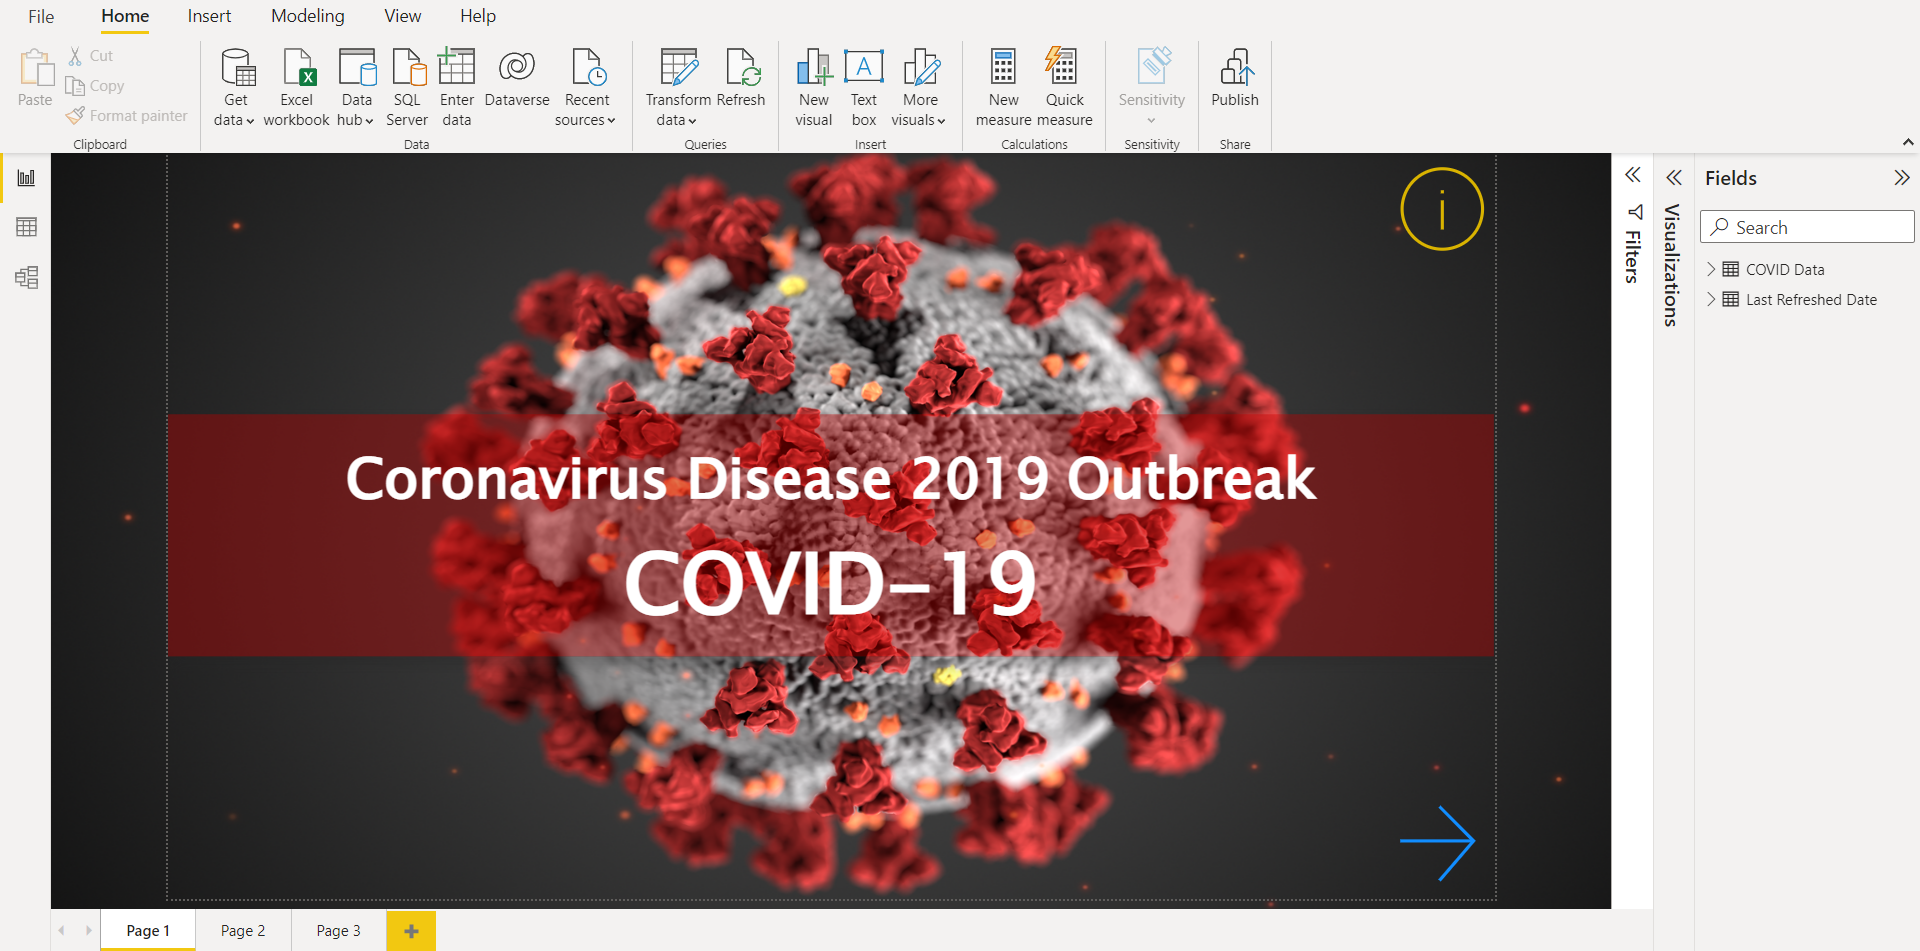 File Home Insert Modeling View Help
Paste
Cut
Copy
Format painter
Clipboard
Get
data
Excel
workbook
Data
hub
SQL
Server
Enter
data
Dataverse
Recent
sources
Data
Transform
data
Refresh
Queries
New
visual
Text
box
More
visuals
Insert
New
measure
Quick
measure
Calculations
Sensitivity
Sensitivity
Publish
Share
i
Coronavirus Disease 2019 Outbreak
COVID-19
Filters
Visualizations
Fields
Search
COVID Data
Last Refreshed Date
Page 1 Page 2 Page 3 +